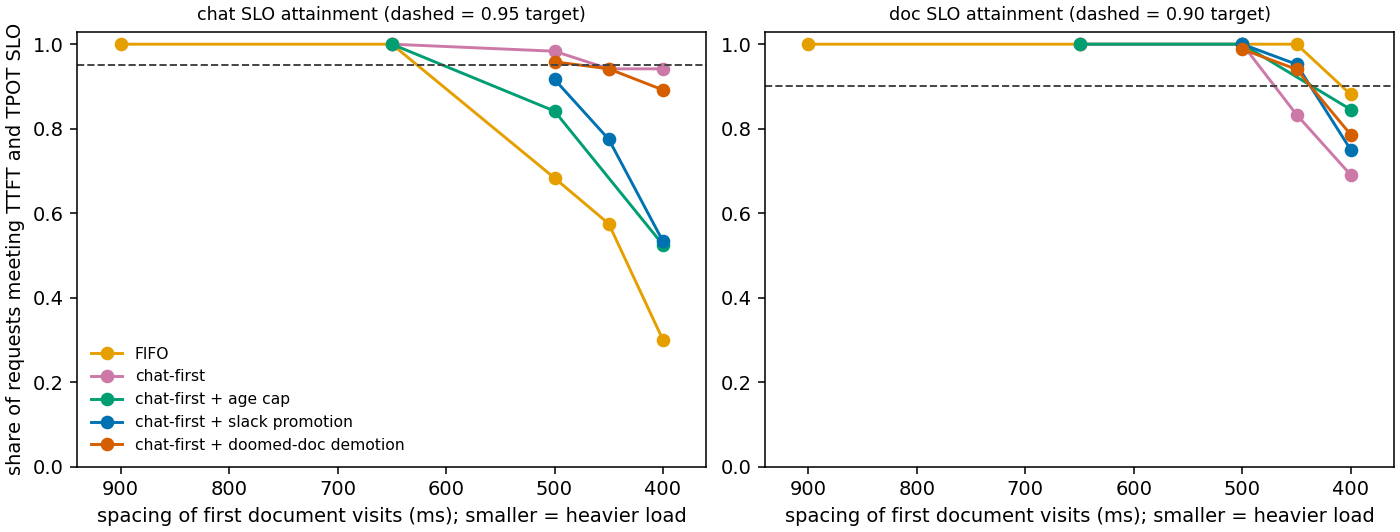 chat SLO attainment (dashed = 0.95 target)
share of requests meeting TTFT and TPOT SLO
1.0
0.8
0.6
0.4
0.2
0.0
FIFO
chat-first
chat-first + age cap
chat-first + slack promotion
chat-first + doomed-doc demotion
900 800 700 600 500 400
spacing of first document visits (ms); smaller = heavier load
doc SLO attainment (dashed = 0.90 target)
1.0
0.8
0.6
0.4
0.2
0.0
900 800 700 600 500 400
spacing of first document visits (ms); smaller = heavier load